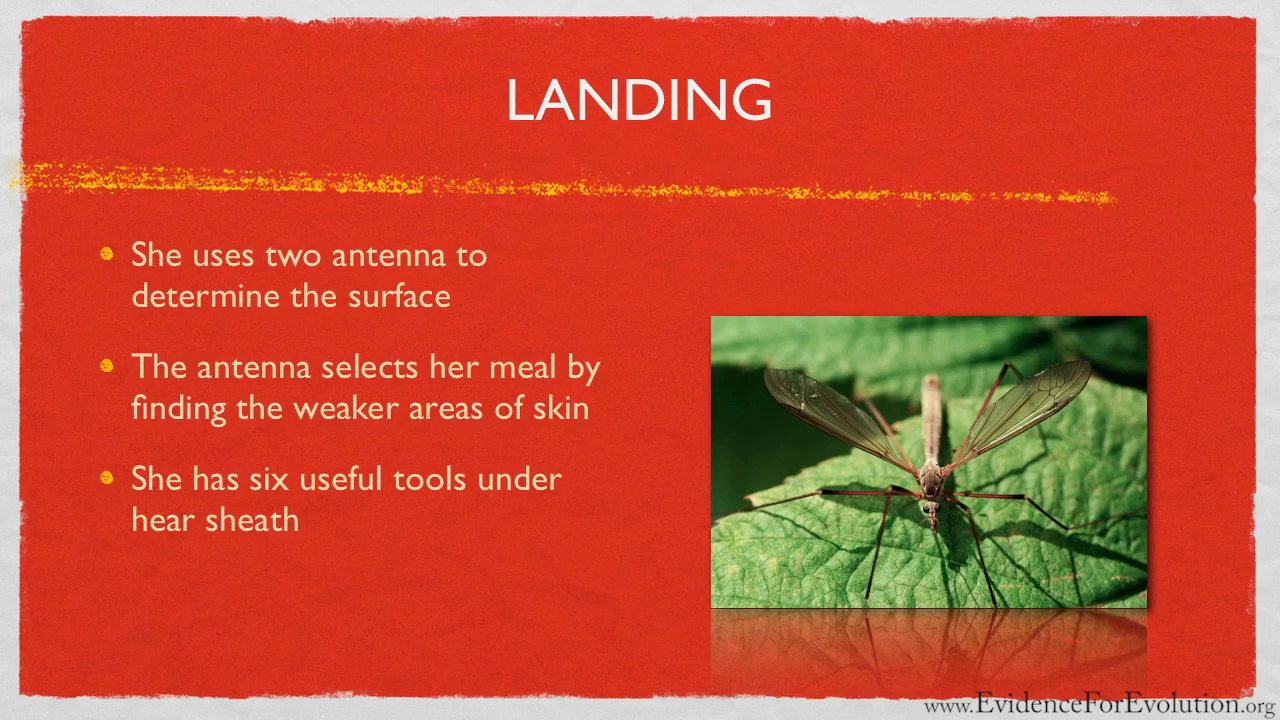 LANDING
She uses two antenna to
determine the surface
The antenna selects her meal by
finding the weaker areas of skin
She has six useful tools under
hear sheath
www.EvidenceForEvolution.org